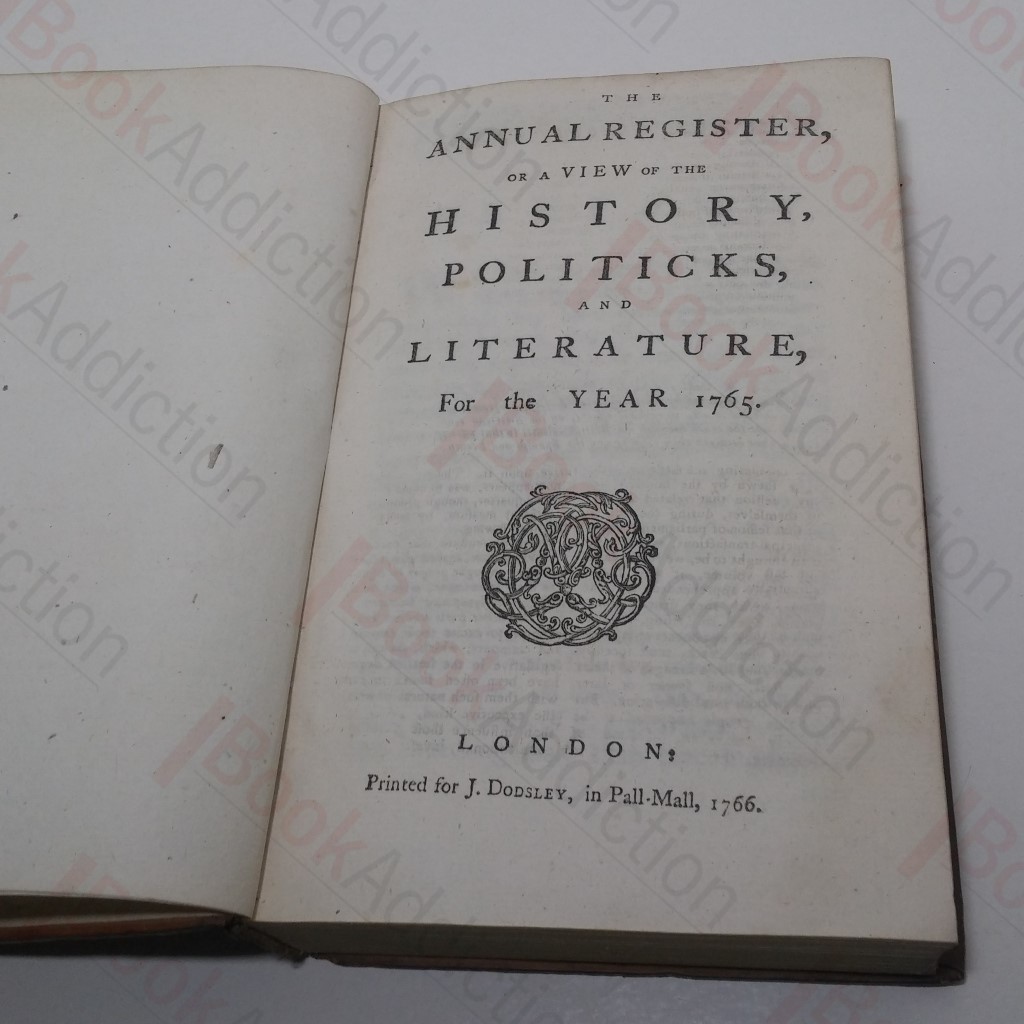 THE
ANNUAL REGISTER,
OR A VIEW OF THE
HISTORY,
POLITICKS,
AND
LITERATURE,
For the YEAR 1765.
LONDON:
Printed for J. DODSLEY, in Pall-Mall, 1766.
BookAddiction